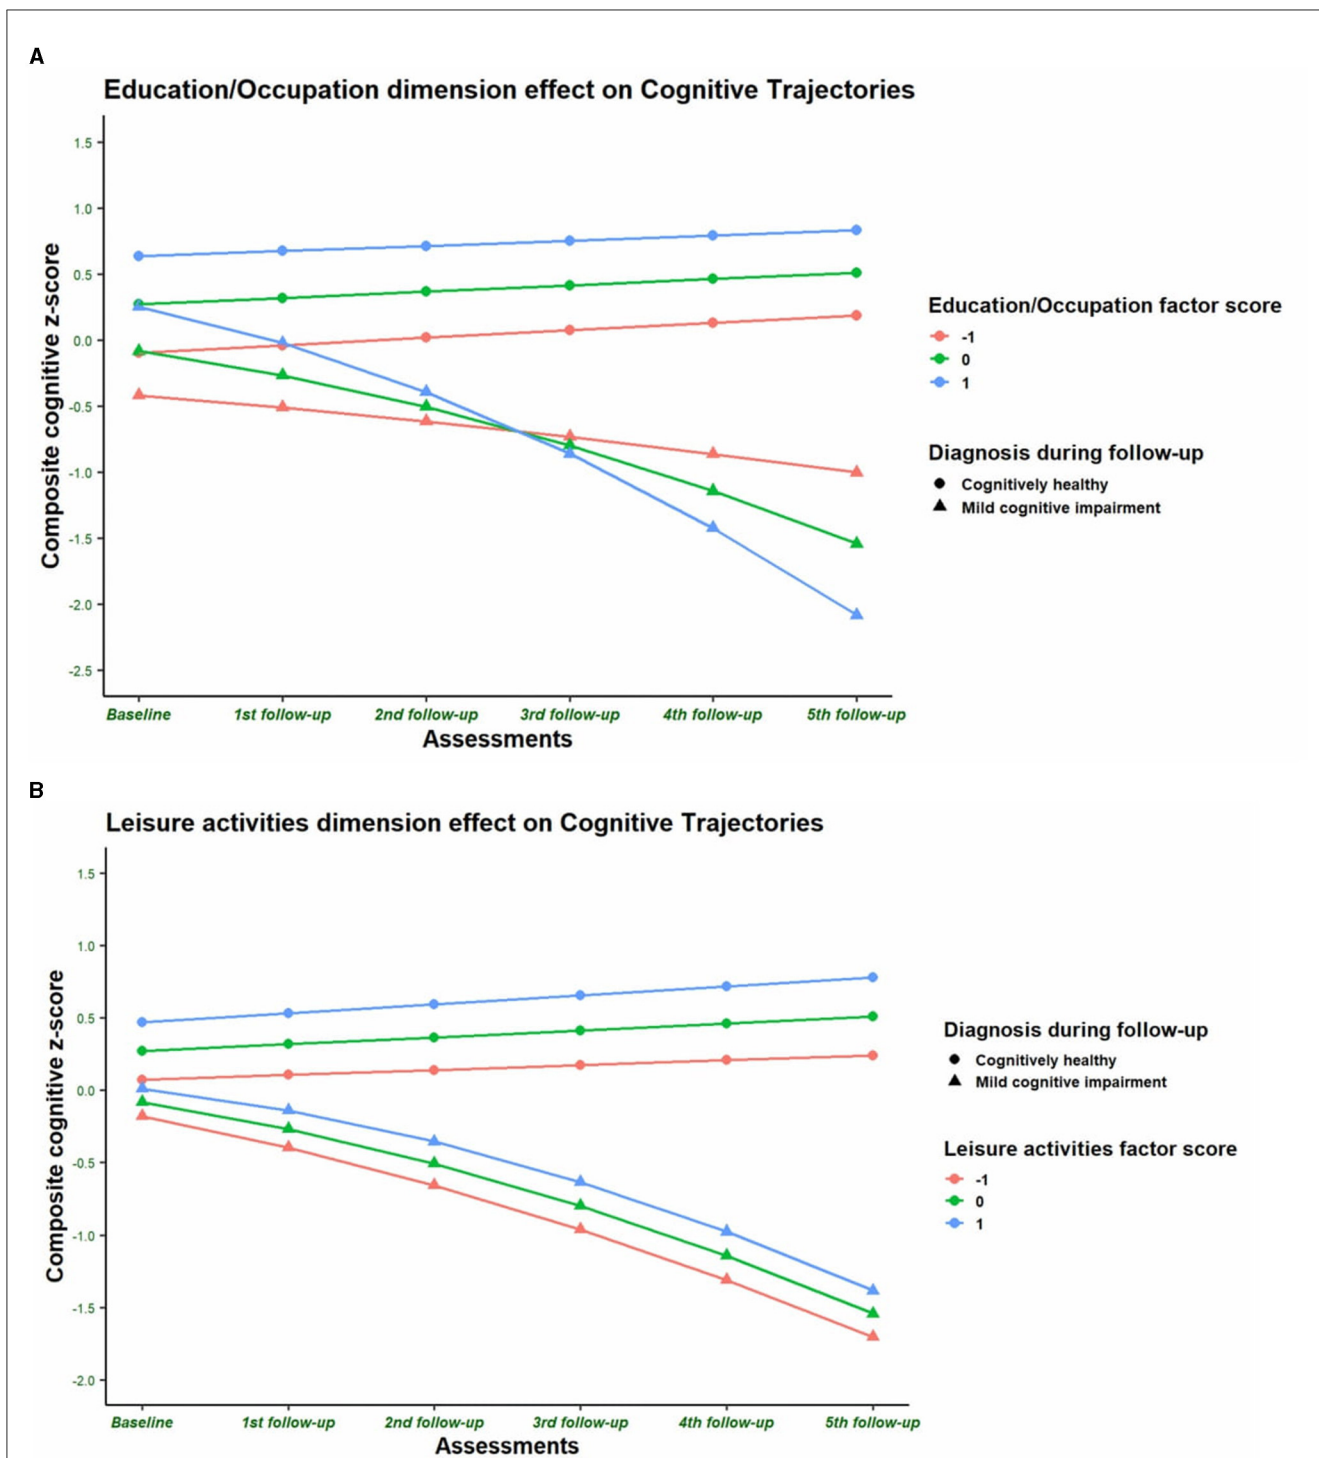 A
Education/Occupation dimension effect on Cognitive Trajectories
1.5
1.0
0.5
0.0
-0.5
-1.0
-1.5
-2.0
-2.5
Composite cognitive z-score
Baseline 1st follow-up 2nd follow-up 3rd follow-up 4th follow-up 5th follow-up
Assessments
Education/Occupation factor score
-1
0
1
Diagnosis during follow-up
Cognitively healthy
Mild cognitive impairment
B
Leisure activities dimension effect on Cognitive Trajectories
1.5
1.0
0.5
0.0
-0.5
-1.0
-1.5
-2.0
Composite cognitive z-score
Baseline 1st follow-up 2nd follow-up 3rd follow-up 4th follow-up 5th follow-up
Assessments
Diagnosis during follow-up
Cognitively healthy
Mild cognitive impairment
Leisure activities factor score
-1
0
1